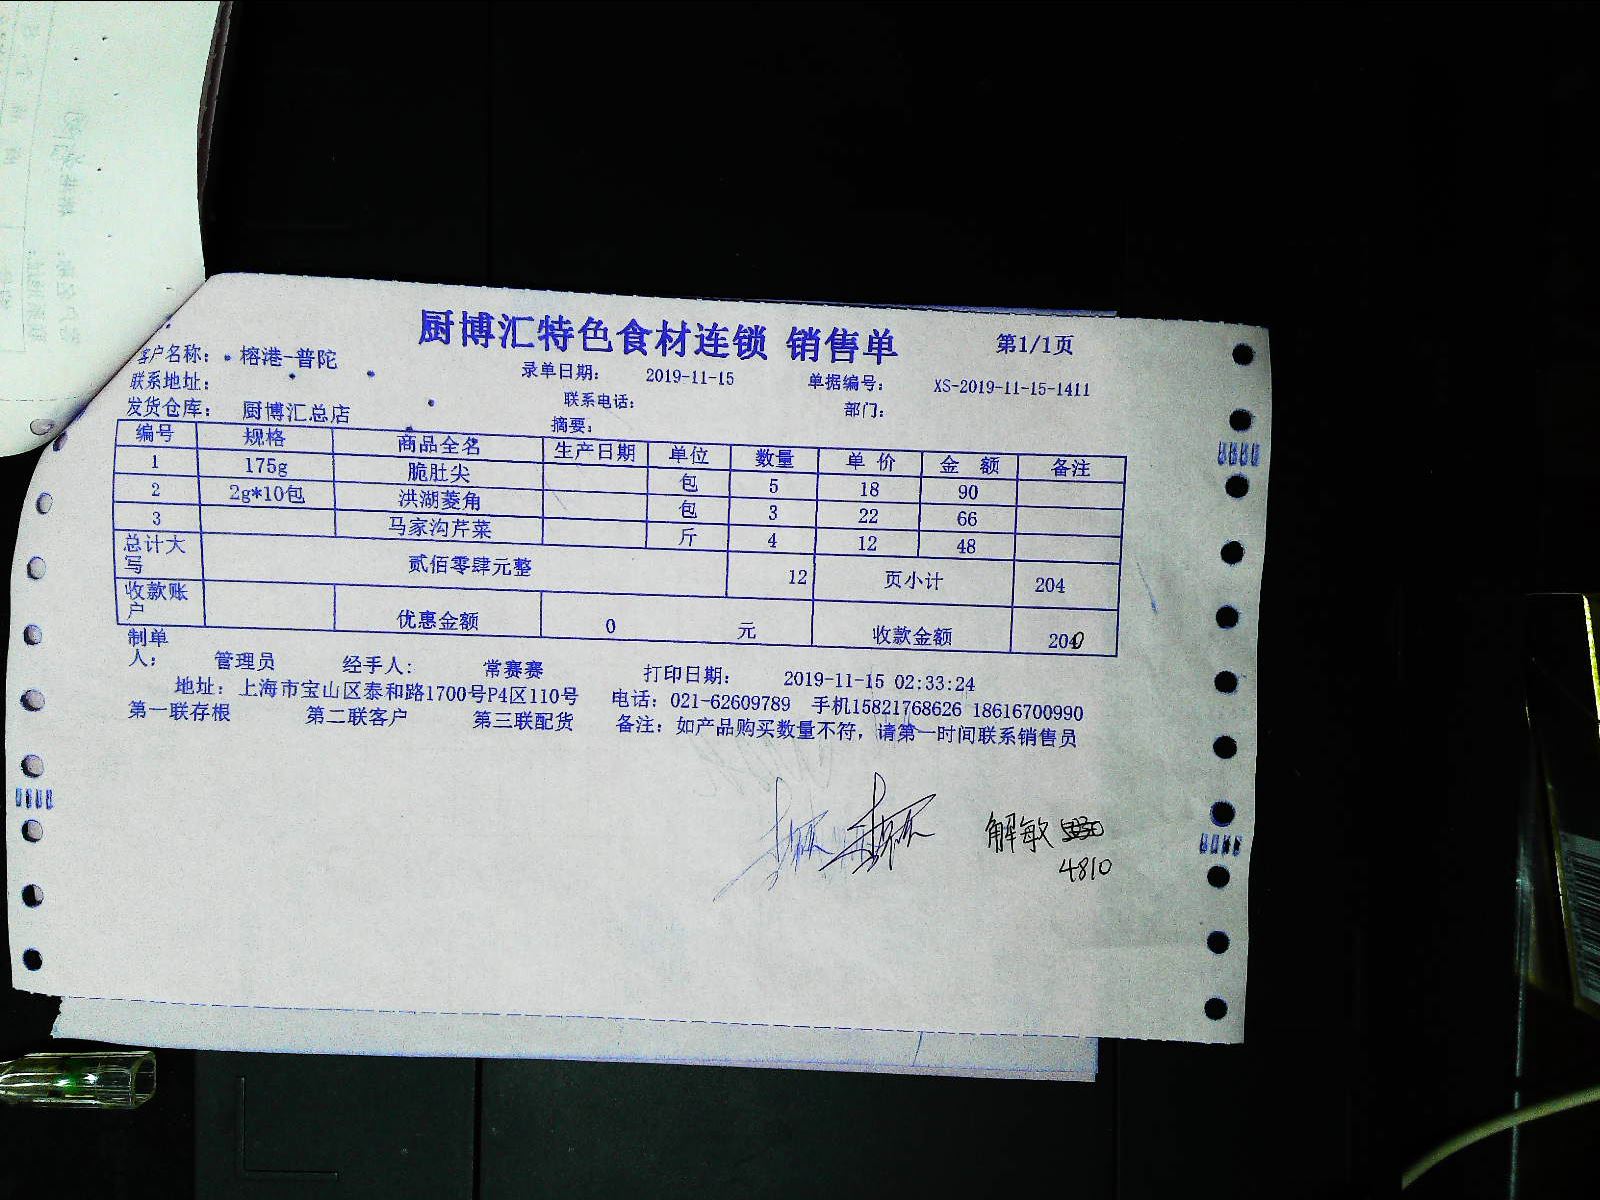 厨博汇特色食材连锁 销售单 第1/1页
客户名称： 榕港-普陀 录单日期： 2019-11-15 单据编号： XS-2019-11-15-1411
联系地址： 联系电话： 部门：
发货仓库： 厨博汇总店 摘要：
编号 规格 商品全名 生产日期 单位 数量 单 价 金 额 备注
1 175g 脆肚尖 包 5 18 90
2 2g*10包 洪湖菱角 包 3 22 66
3 马家沟芹菜 斤 4 12 48
总计大写 贰佰零肆元整 12 页小计 204
收款账户 优惠金额 0 元 收款金额 204
制单人： 管理员 经手人： 常赛赛 打印日期： 2019-11-15 02:33:24
地址：上海市宝山区泰和路1700号P4区110号 电话：021-62609789 手机15821768626 18616700990
第一联存根 第二联客户 第三联配货 备注：如产品购买数量不符，请第一时间联系销售员
解敏
4810